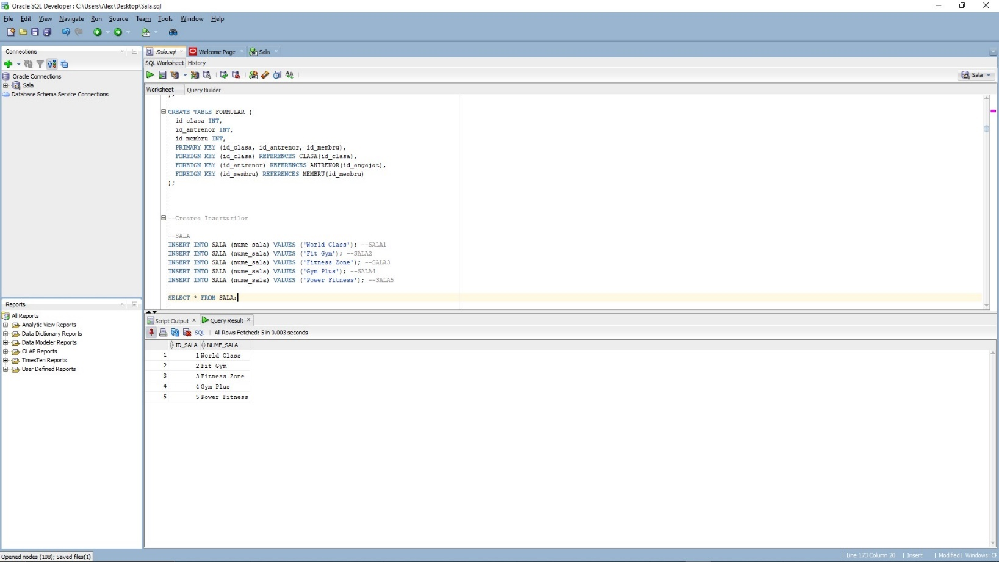 Oracle SQL Developer : C:\Users\Alex\Desktop\Sala.sql
File Edit View Navigate Run Source Team Tools Window Help
Connections
Oracle Connections
Sala
Database Schema Service Connections
Reports
All Reports
Analytic View Reports
Data Dictionary Reports
Data Modeler Reports
OLAP Reports
TimesTen Reports
User Defined Reports
Sala.sql Welcome Page Sala
SQL Worksheet History
Sala
Worksheet Query Builder
);
CREATE TABLE FORMULAR (
id_clasa INT,
id_antrenor INT,
id_membru INT,
PRIMARY KEY (id_clasa, id_antrenor, id_membru),
FOREIGN KEY (id_clasa) REFERENCES CLASA(id_clasa),
FOREIGN KEY (id_antrenor) REFERENCES ANTRENOR(id_angajat),
FOREIGN KEY (id_membru) REFERENCES MEMBRU(id_membru)
);
--Crearea Inserturilor
--SALA
INSERT INTO SALA (nume_sala) VALUES ('World Class'); --SALA1
INSERT INTO SALA (nume_sala) VALUES ('Fit Gym'); --SALA2
INSERT INTO SALA (nume_sala) VALUES ('Fitness Zone'); --SALA3
INSERT INTO SALA (nume_sala) VALUES ('Gym Plus'); --SALA4
INSERT INTO SALA (nume_sala) VALUES ('Power Fitness'); --SALA5
SELECT * FROM SALA;
Script Output Query Result
SQL | All Rows Fetched: 5 in 0.003 seconds
ID_SALA NUME_SALA
1 1 World Class
2 2 Fit Gym
3 3 Fitness Zone
4 4 Gym Plus
5 5 Power Fitness
Opened nodes (108); Saved files(1)
| Line 173 Column 20 | Insert | Modified | Windows: C